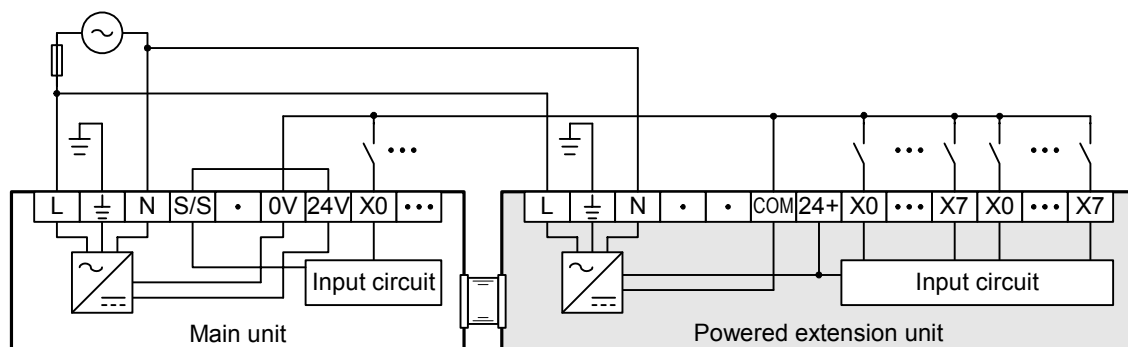 L ⏚ N S/S • 0V 24V X0 •••
L ⏚ N • • COM 24+ X0 ••• X7 X0 ••• X7
Input circuit
Input circuit
Main unit
Powered extension unit